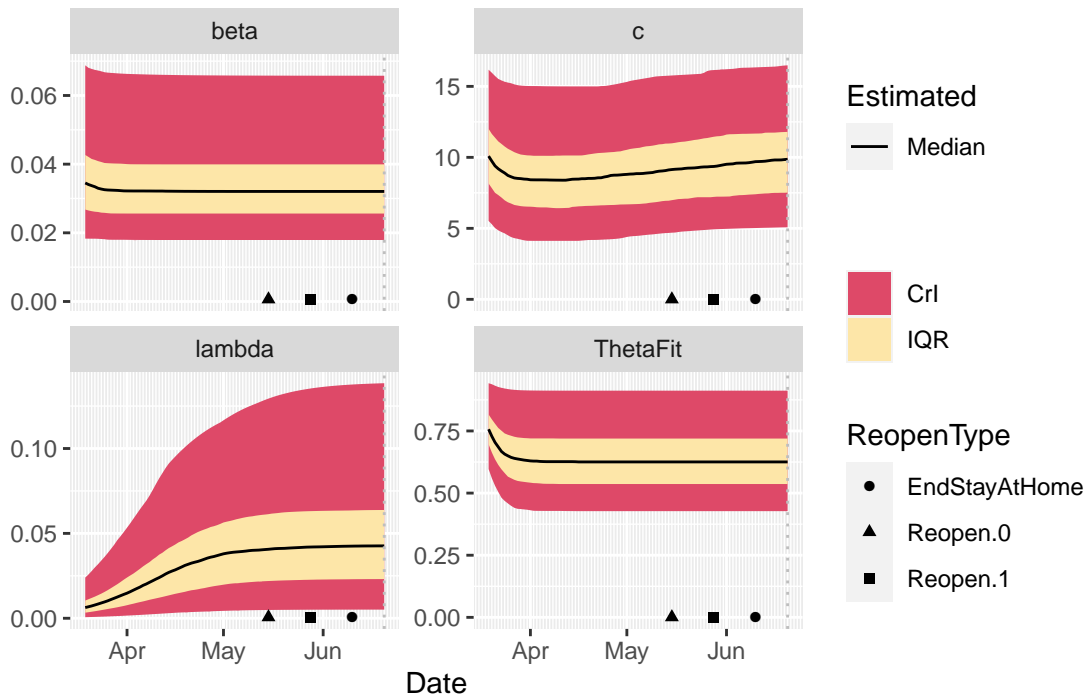 beta
c
0.06
0.04
0.02
0.00
15
10
5
0
lambda
ThetaFit
0.10
0.05
0.00
0.75
0.50
0.25
0.00
Apr May Jun
Apr May Jun
Date
Estimated
Median
CrI
IQR
ReopenType
EndStayAtHome
Reopen.0
Reopen.1